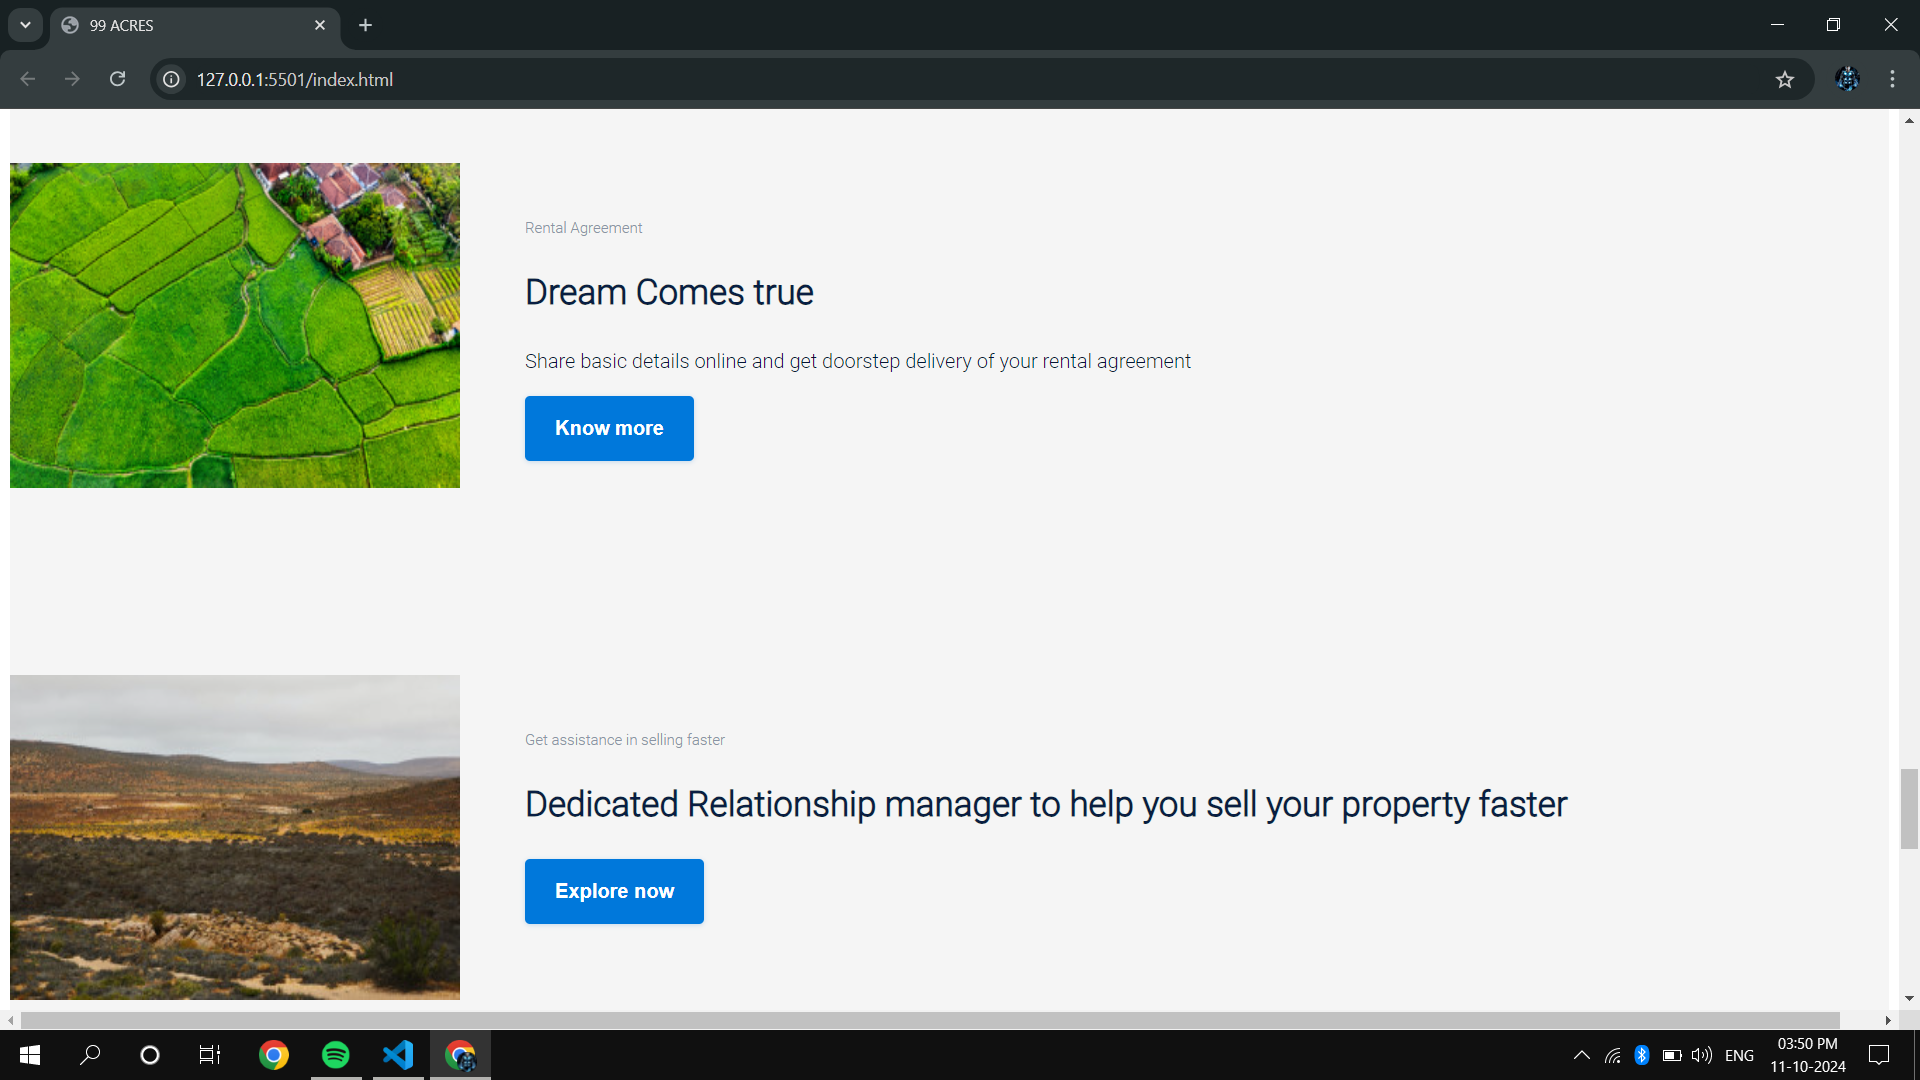 99 ACRES
127.0.0.1:5501/index.html
Rental Agreement
Dream Comes true
Share basic details online and get doorstep delivery of your rental agreement
Know more
Get assistance in selling faster
Dedicated Relationship manager to help you sell your property faster
Explore now
ENG
03:50 PM
11-10-2024